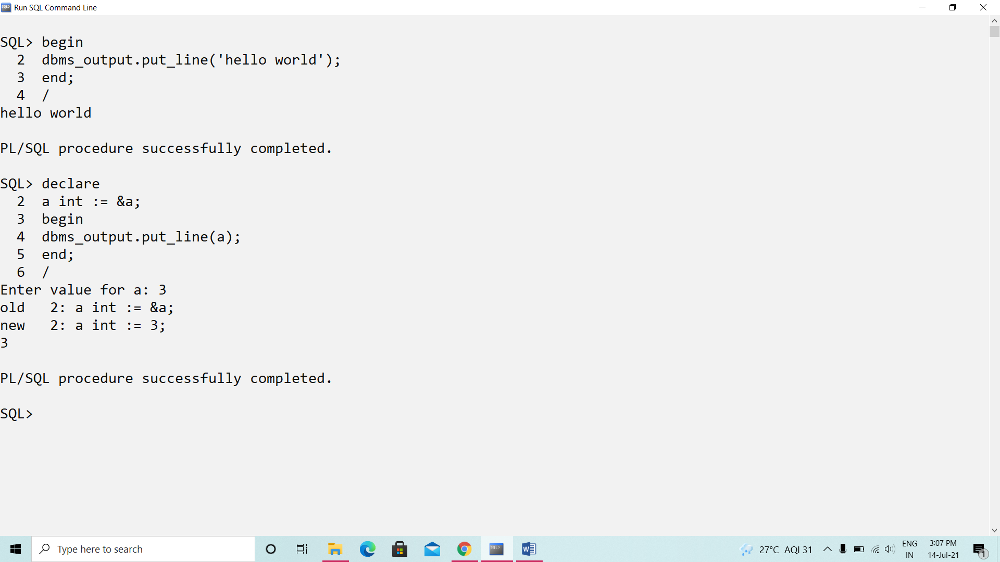 Run SQL Command Line
SQL> begin
  2  dbms_output.put_line('hello world');
  3  end;
  4  /
hello world
PL/SQL procedure successfully completed.
SQL> declare
  2  a int := &a;
  3  begin
  4  dbms_output.put_line(a);
  5  end;
  6  /
Enter value for a: 3
old   2: a int := &a;
new   2: a int := 3;
3
PL/SQL procedure successfully completed.
SQL>
Type here to search
27°C AQI 31
ENG
IN
3:07 PM
14-Jul-21
1